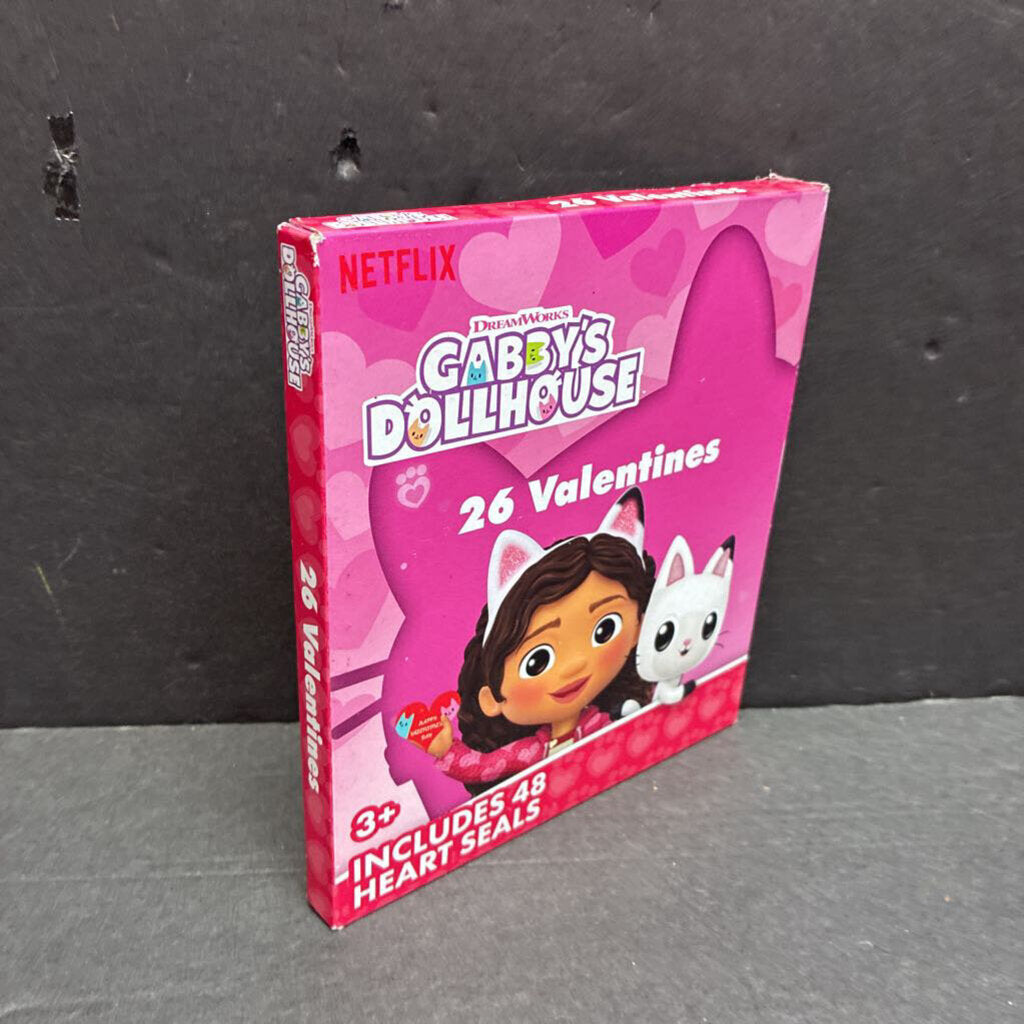 26 Valentines
NETFLIX
DREAMWORKS
GABBY'S
DOLLHOUSE
26 Valentines
3+
INCLUDES 48
HEART SEALS
GABBY'S
DOLLHOUSE
26 Valentines